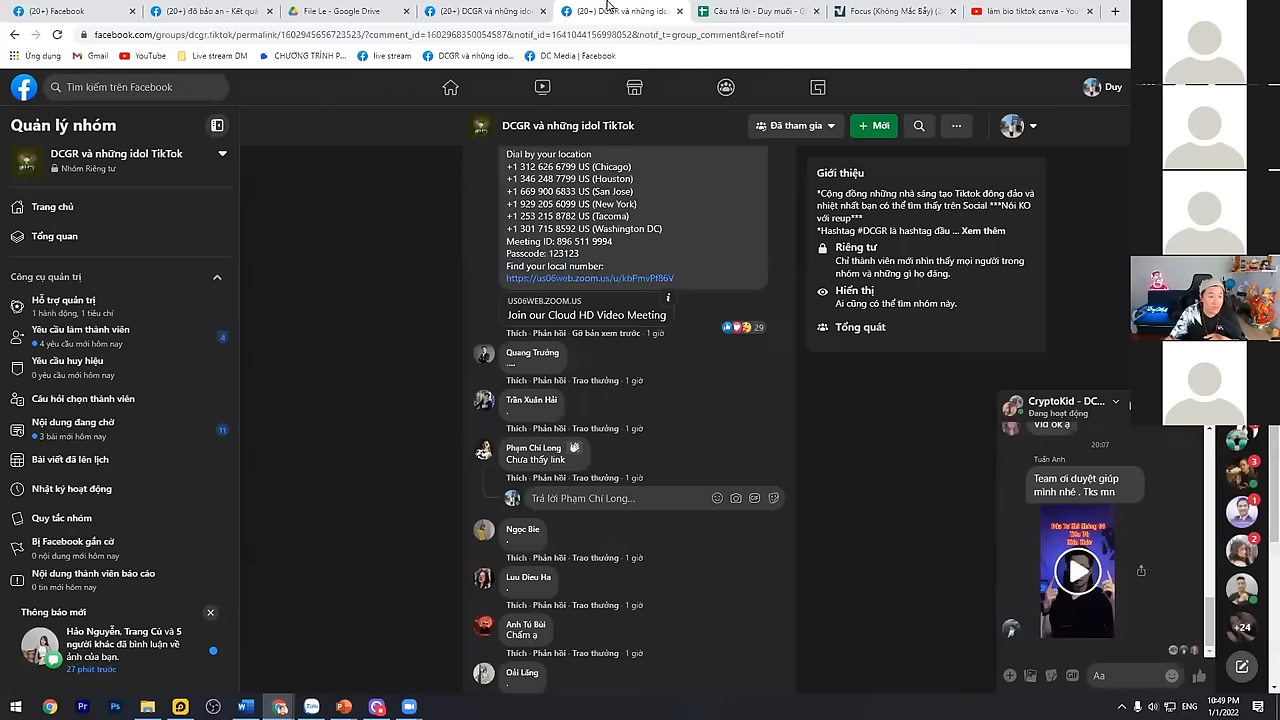 (20+) Facebook
(20+) đồ bảo an - Kết quả
File Le - Google Drive
(20+) DCGR và những idol
(20+) DCGR và những idol
Câu trả lời - Duy muối - G
Focus (Không Mắc Bẫy) (Z
làm bio tiktok canva - You
facebook.com/groups/dcgr.tiktok/permalink/1602945656723523/?comment_id=1602968350054587&notif_id=1641044156998052&notif_t=group_comment&ref=notif
Ứng dụng
Gmail
YouTube
Live stream DM
CHƯƠNG TRÌNH P...
live stream
DCGR và những ido...
DC Media | Facebook
Tìm kiếm trên Facebook
Duy
Quản lý nhóm
DCGR và những idol TikTok
Nhóm Riêng tư
Trang chủ
Tổng quan
Công cụ quản trị
Hỗ trợ quản trị
1 hành động, 1 tiêu chí
Yêu cầu làm thành viên
4 yêu cầu mới hôm nay
4
Yêu cầu huy hiệu
0 yêu cầu mới hôm nay
Câu hỏi chọn thành viên
Nội dung đang chờ
3 bài mới hôm nay
11
Bài viết đã lên lịch
Nhật ký hoạt động
Quy tắc nhóm
Bị Facebook gắn cờ
0 nội dung mới hôm nay
Nội dung thành viên báo cáo
0 tin mới hôm nay
Thông báo mới
Hảo Nguyễn, Trang Cù và 5
người khác đã bình luận về
ảnh của bạn.
27 phút trước
DCGR và những idol TikTok
Đã tham gia
+ Mời
Dial by your location
+1 312 626 6799 US (Chicago)
+1 346 248 7799 US (Houston)
+1 669 900 6833 US (San Jose)
+1 929 205 6099 US (New York)
+1 253 215 8782 US (Tacoma)
+1 301 715 8592 US (Washington DC)
Meeting ID: 896 511 9994
Passcode: 123123
Find your local number:
https://us06web.zoom.us/u/kbPmvPf86V
US06WEB.ZOOM.US
Join our Cloud HD Video Meeting
Thích · Phản hồi · Gỡ bản xem trước · 1 giờ
29
Quang Trưởng
....
Thích · Phản hồi · Trao thưởng · 1 giờ
Trần Xuân Hải
.
Thích · Phản hồi · Trao thưởng · 1 giờ
Phạm Chí Long
Chưa thấy link
Thích · Phản hồi · Trao thưởng · 1 giờ
Trả lời Phạm Chí Long...
Ngọc Bie
.
Thích · Phản hồi · Trao thưởng · 1 giờ
Luu Dieu Ha
.
Thích · Phản hồi · Trao thưởng · 1 giờ
Anh Tú Bùi
Chấm ạ
Thích · Phản hồi · Trao thưởng · 1 giờ
Oải Lăng
.
Giới thiệu
*Cộng đồng những nhà sáng tạo Tiktok đông đảo và
nhiệt nhất bạn có thể tìm thấy trên Social ***Nói KO
với reup***
*Hashtag #DCGR là hashtag đầu ... Xem thêm
Riêng tư
Chỉ thành viên mới nhìn thấy mọi người trong
nhóm và những gì họ đăng.
Hiển thị
Ai cũng có thể tìm nhóm này.
Tổng quát
CryptoKid - DC...
Đang hoạt động
Vid ok ạ
20:07
Tuấn Anh
Team ơi duyệt giúp
mình nhé . Tks mn
Aa
3
1
2
+24
ENG
10:49 PM
1/1/2022